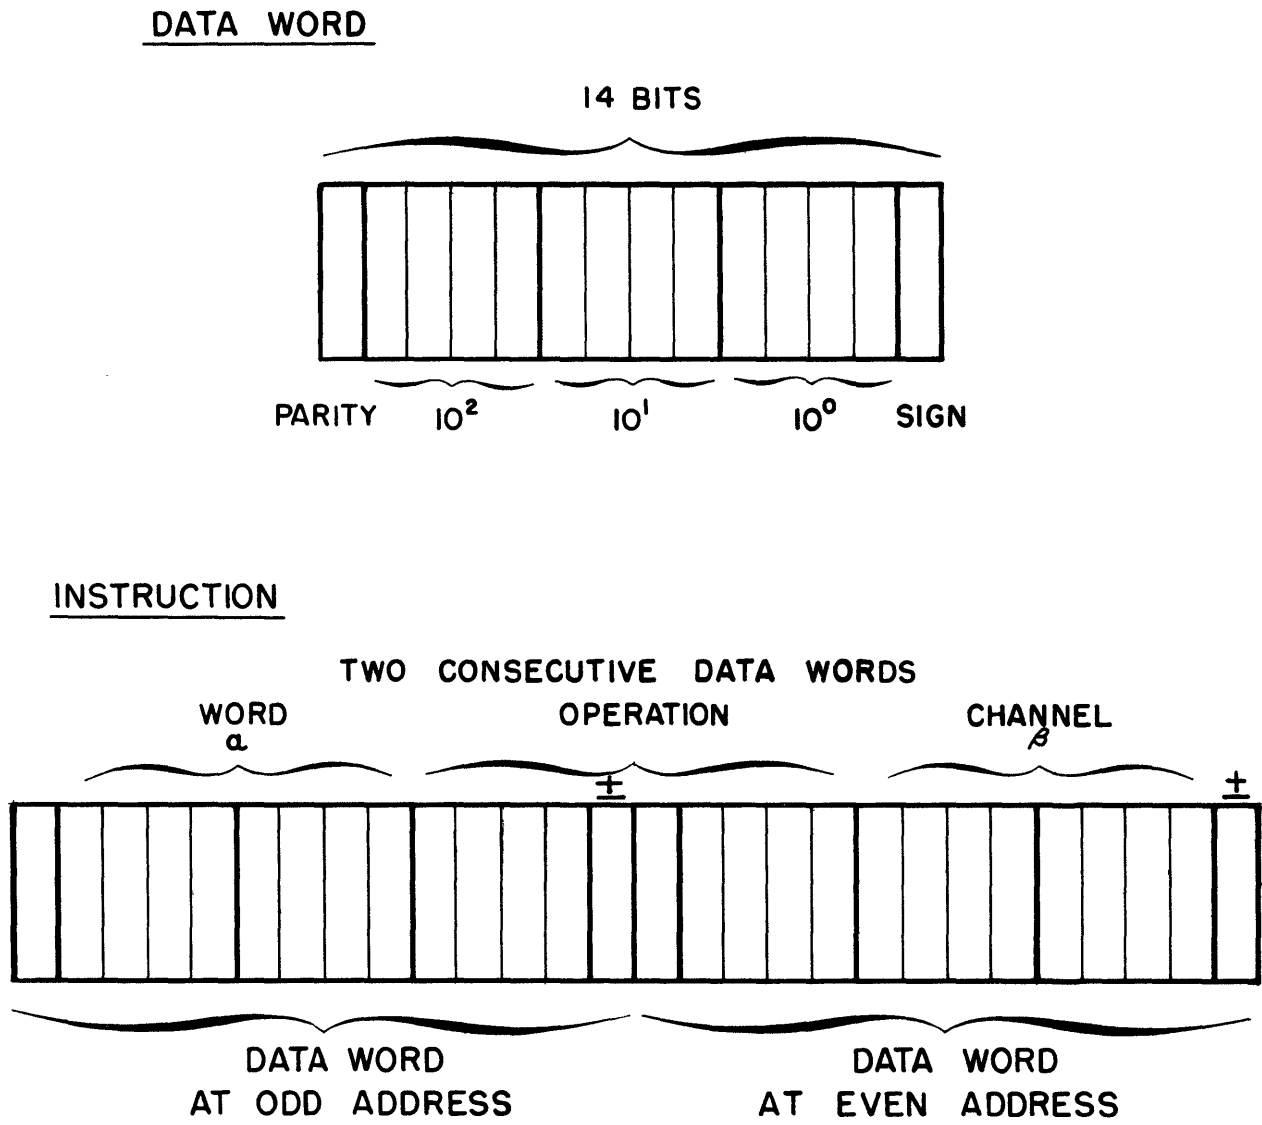 DATA WORD
14 BITS
PARITY 10² 10¹ 10⁰ SIGN
INSTRUCTION
TWO CONSECUTIVE DATA WORDS
WORD OPERATION CHANNEL
α β
± ±
DATA WORD DATA WORD
AT ODD ADDRESS AT EVEN ADDRESS